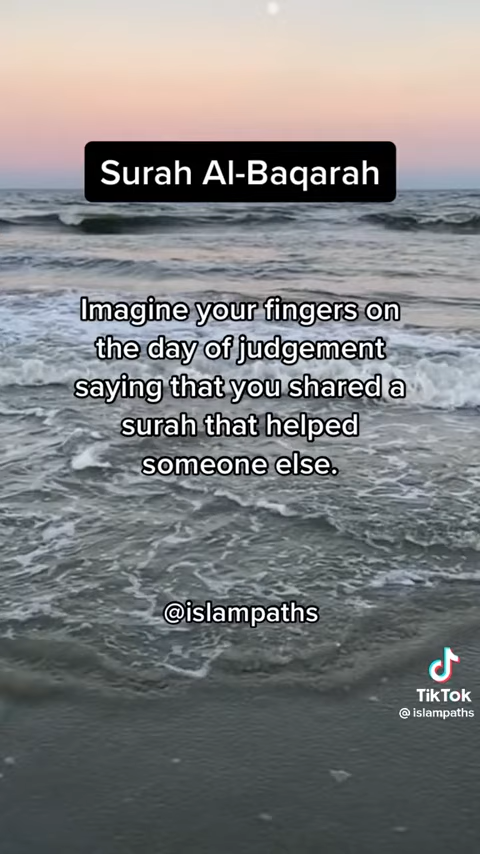 Surah Al-Baqarah
Imagine your fingers on
the day of judgement
saying that you shared a
surah that helped
someone else.
@islampaths
TikTok
@islampaths